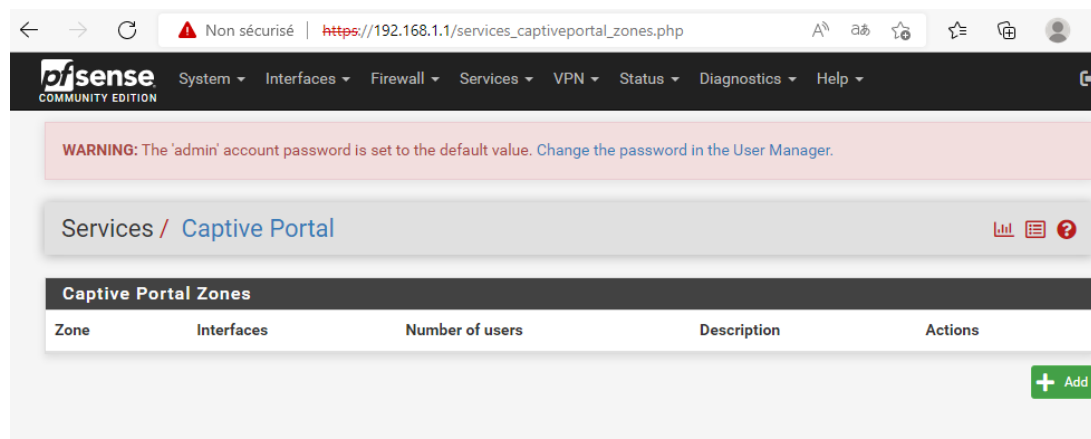 Non sécurisé | https://192.168.1.1/services_captiveportal_zones.php
pfsense System Interfaces Firewall Services VPN Status Diagnostics Help
COMMUNITY EDITION
WARNING: The 'admin' account password is set to the default value. Change the password in the User Manager.
Services / Captive Portal
Captive Portal Zones
Zone Interfaces Number of users Description Actions
Add